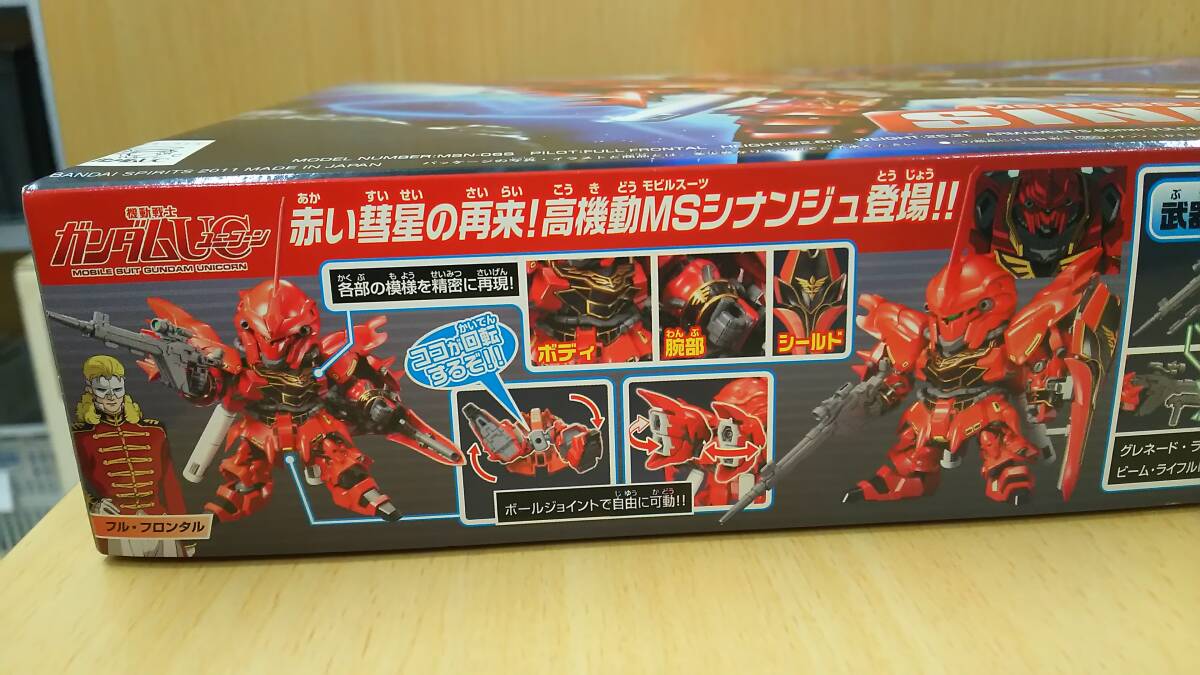 SIN
MODEL NUMBER:MSN-06S PILOT:FULL FRONTAL HEIGHT:
BANDAI SPIRITS 2011 MADE IN JAPAN
機動戦士
ガンダムUC
ユニコーン
MOBILE SUIT GUNDAM UNICORN
あか すいせい さいらい こうきどう モビルスーツ とうじょう
赤い彗星の再来!高機動MSシナンジュ登場!!
かくぶ もよう せいみつ さいげん
各部の模様を精密に再現!
ボディ
わんぶ
腕部
シールド
かいてん
ココが回転
するぞ!!
じゆう かどう
ボールジョイントで自由に可動!!
フル・フロンタル
ぶ
武
グレネード・
ビーム・ライフル